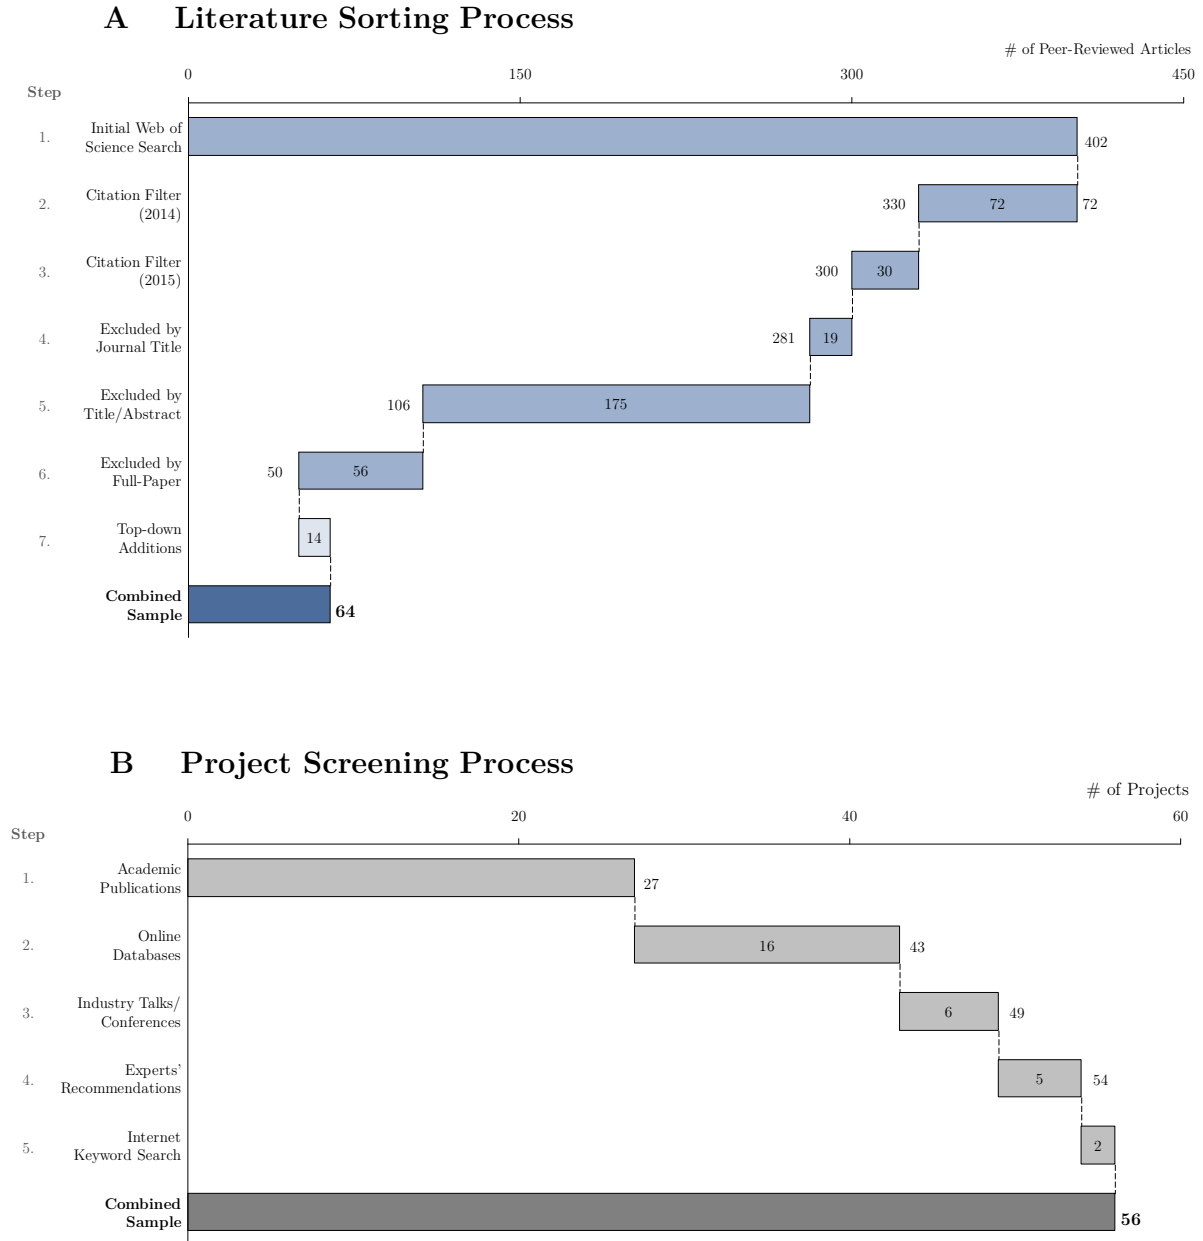 A Literature Sorting Process
# of Peer-Reviewed Articles
0 150 300 450
Step
1. Initial Web of
Science Search
402
2. Citation Filter
(2014)
330 72 72
3. Citation Filter
(2015)
300 30
4. Excluded by
Journal Title
281 19
5. Excluded by
Title/Abstract
106 175
6. Excluded by
Full-Paper
50 56
7. Top-down
Additions
14
Combined
Sample
64
B Project Screening Process
# of Projects
0 20 40 60
Step
1. Academic
Publications
27
2. Online
Databases
16 43
3. Industry Talks/
Conferences
6 49
4. Experts'
Recommendations
5 54
5. Internet
Keyword Search
2
Combined
Sample
56